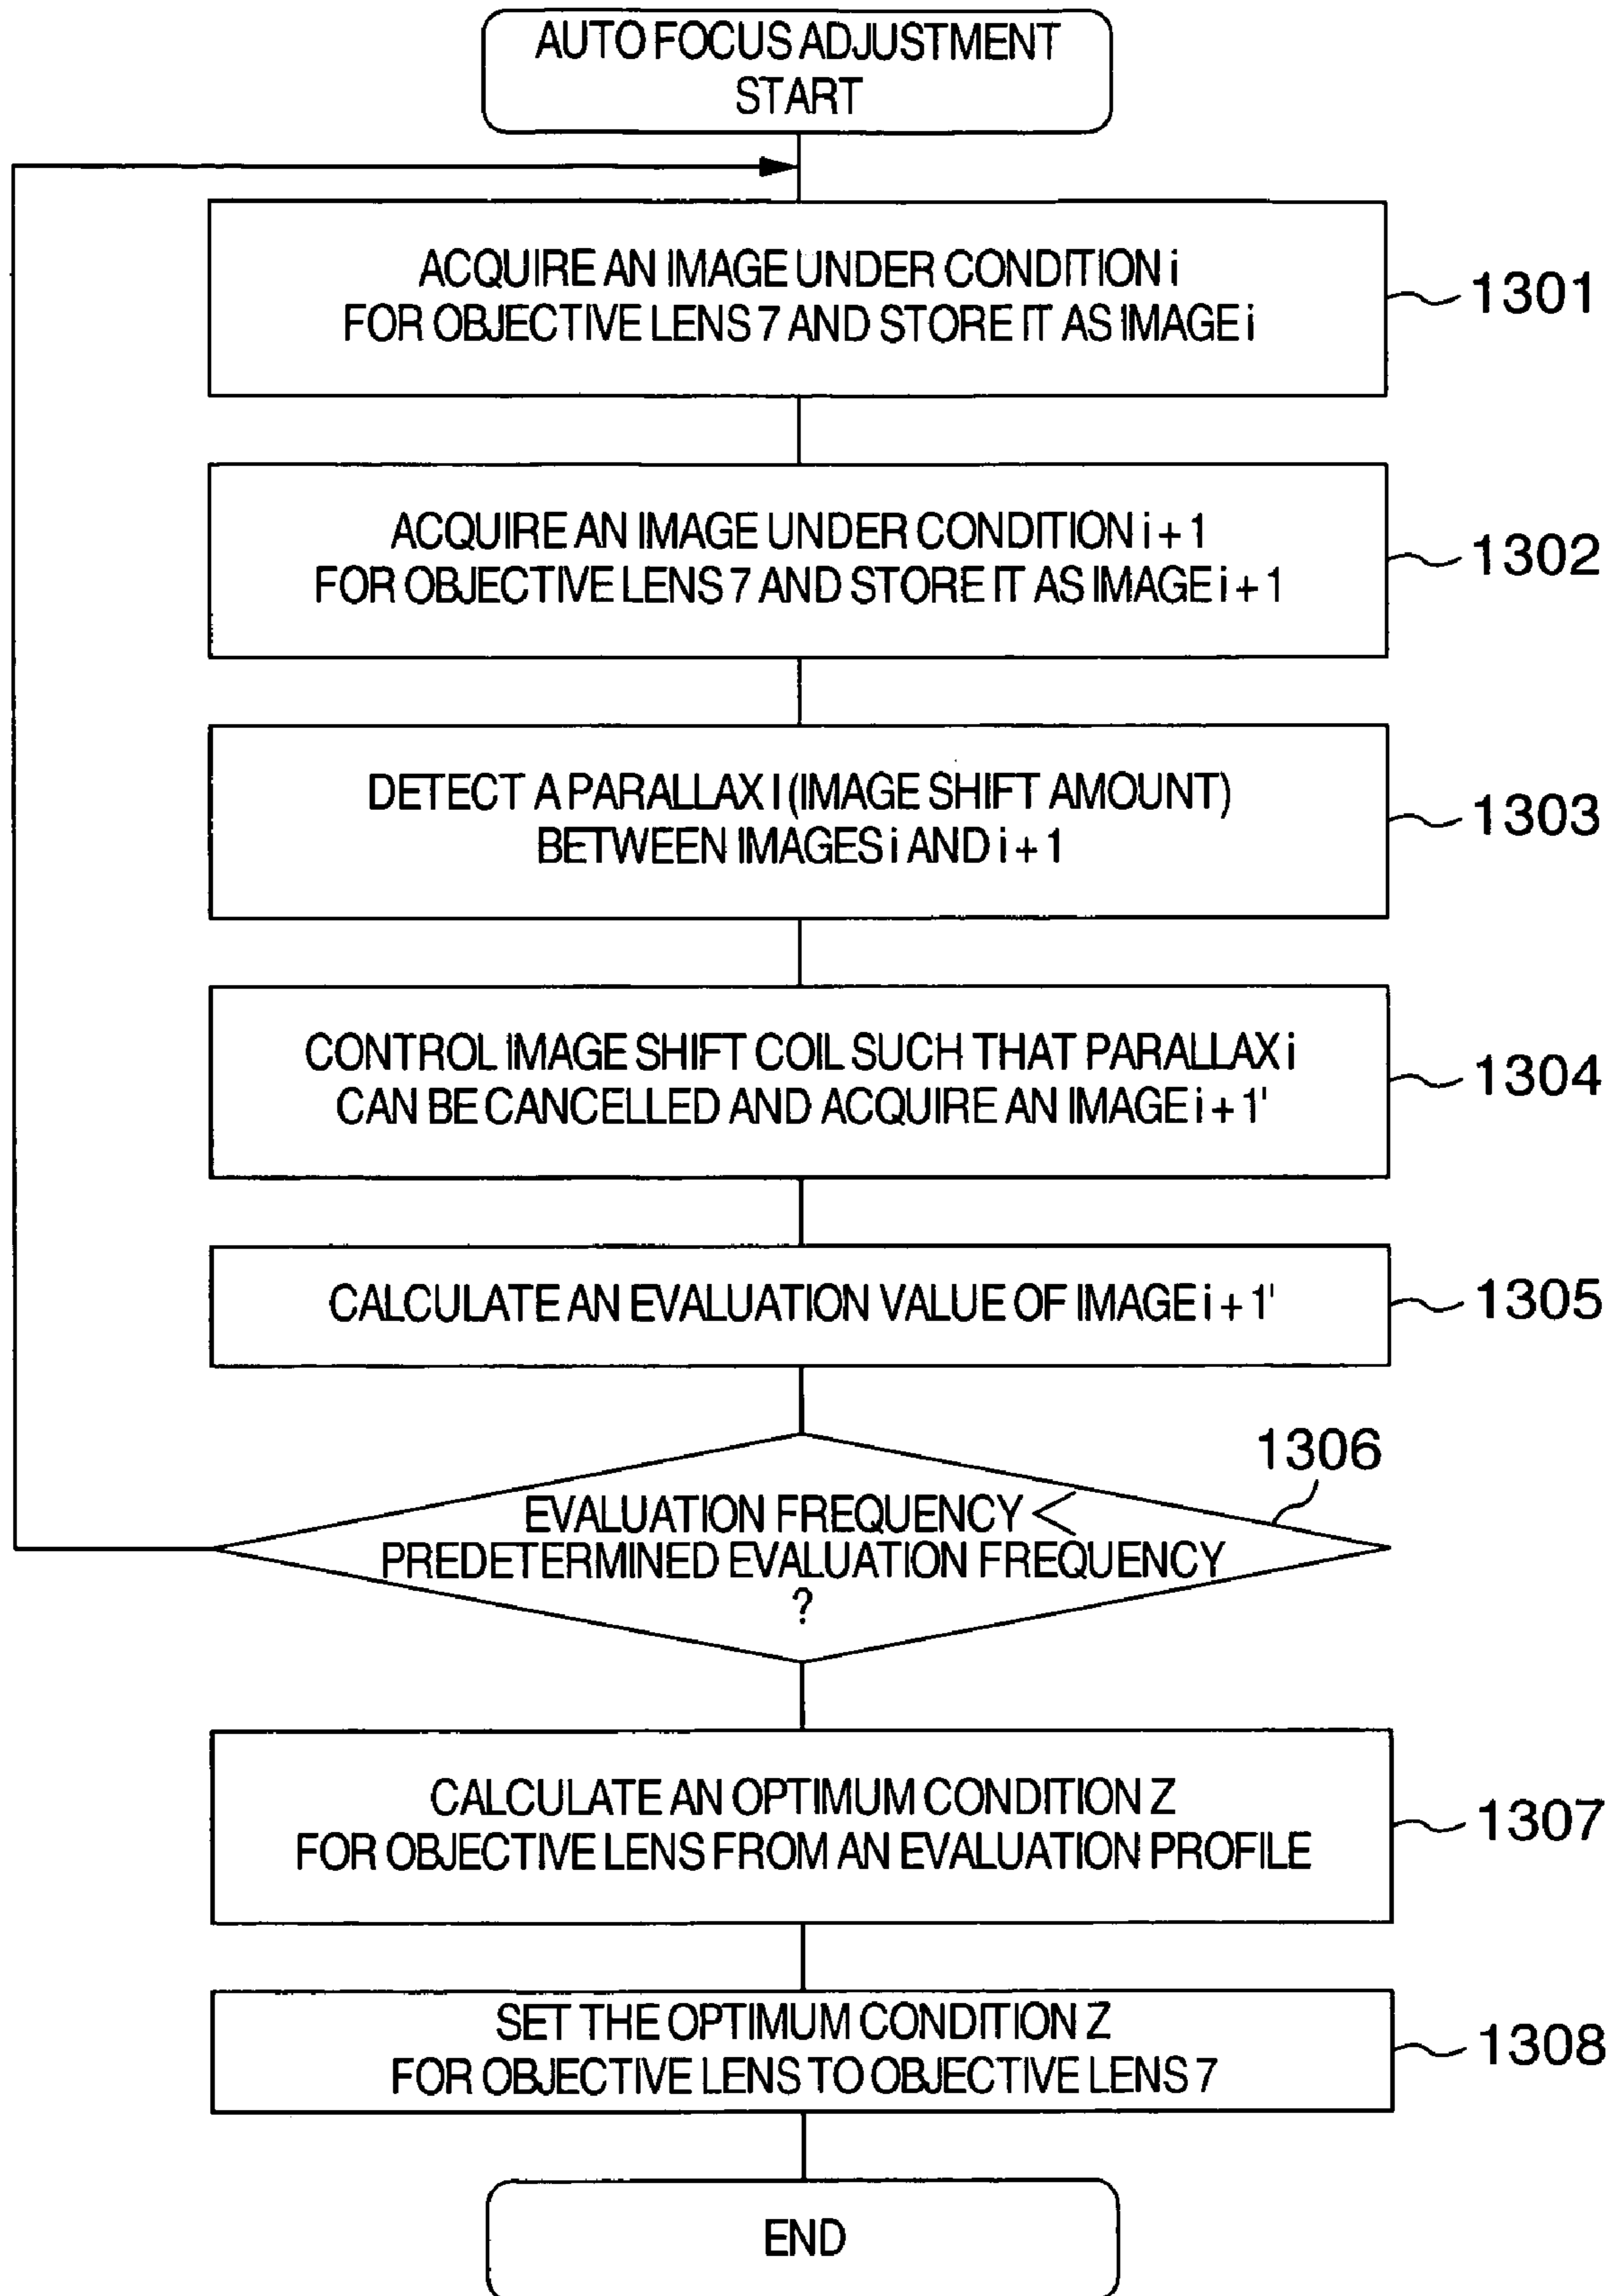 AUTO FOCUS ADJUSTMENT
START
ACQUIRE AN IMAGE UNDER CONDITION i
FOR OBJECTIVE LENS 7 AND STORE IT AS IMAGE i
1301
ACQUIRE AN IMAGE UNDER CONDITION i + 1
FOR OBJECTIVE LENS 7 AND STORE IT AS IMAGE i + 1
1302
DETECT A PARALLAX I (IMAGE SHIFT AMOUNT)
BETWEEN IMAGES i AND i + 1
1303
CONTROL IMAGE SHIFT COIL SUCH THAT PARALLAX i
CAN BE CANCELLED AND ACQUIRE AN IMAGE i + 1'
1304
CALCULATE AN EVALUATION VALUE OF IMAGE i + 1'
1305
1306
EVALUATION FREQUENCY <
PREDETERMINED EVALUATION FREQUENCY
?
CALCULATE AN OPTIMUM CONDITION Z
FOR OBJECTIVE LENS FROM AN EVALUATION PROFILE
1307
SET THE OPTIMUM CONDITION Z
FOR OBJECTIVE LENS TO OBJECTIVE LENS 7
1308
END